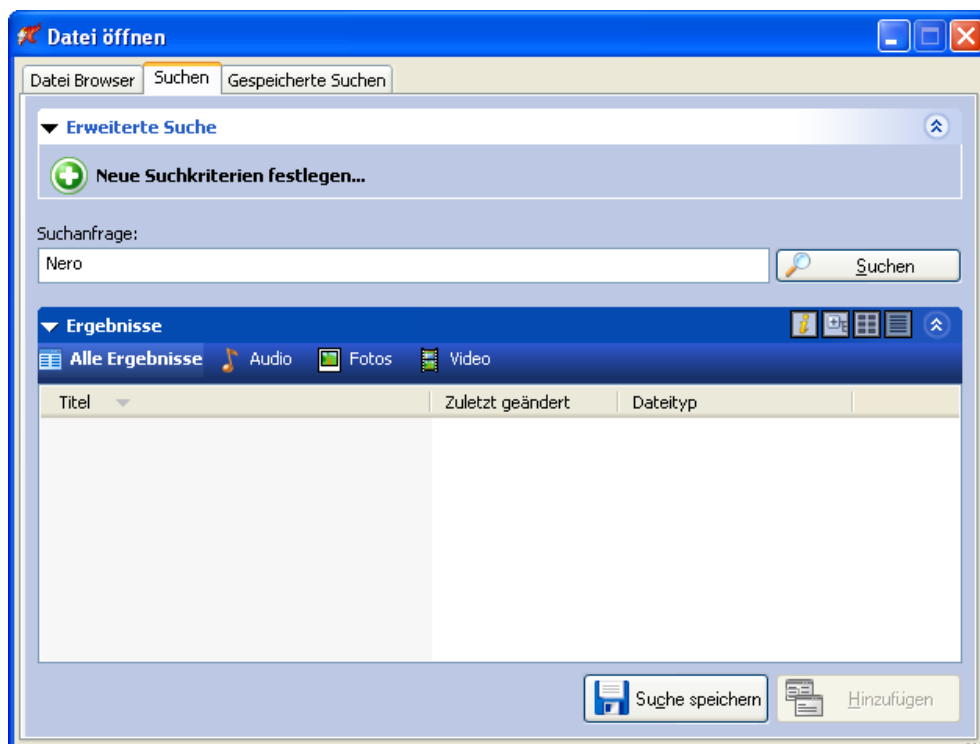 Datei öffnen
Datei Browser Suchen Gespeicherte Suchen
Erweiterte Suche
Neue Suchkriterien festlegen...
Suchanfrage:
Nero Suchen
Ergebnisse
Alle Ergebnisse Audio Fotos Video
Titel Zuletzt geändert Dateityp
Suche speichern Hinzufügen